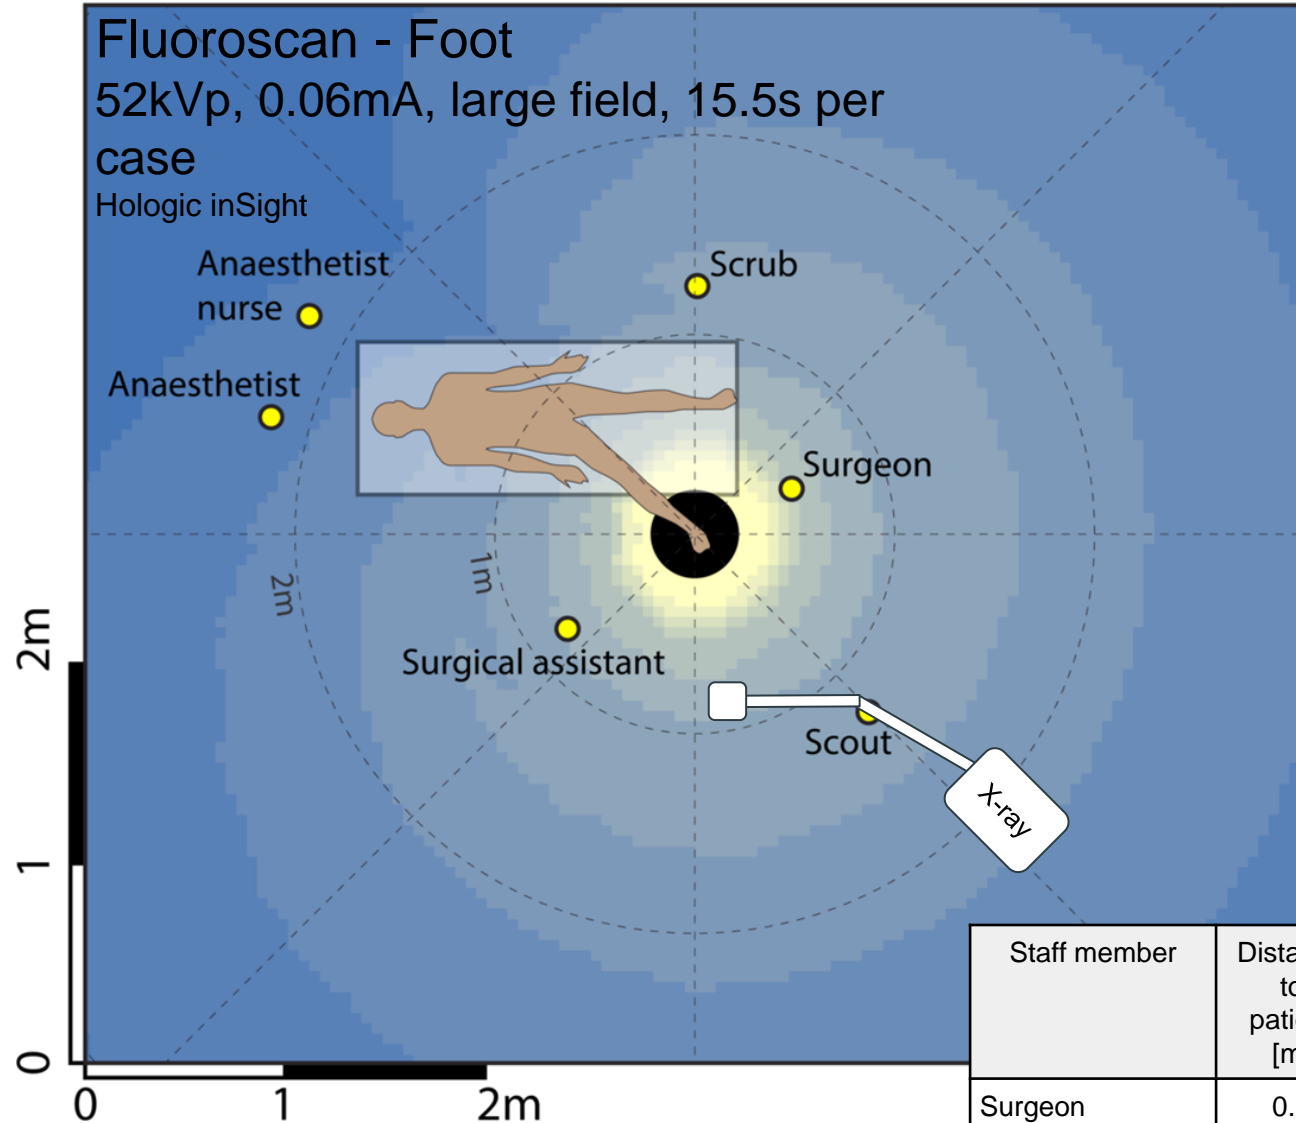 Fluoroscan - Foot
52kVp, 0.06mA, large field, 15.5s per
case
Hologic inSight
Anaesthetist
nurse
Scrub
Anaesthetist
Surgeon
1m
2m
Surgical assistant
Scout
X-ray
2m
1
0
0
1
2m
Staff member
[m
Surgeon
0.